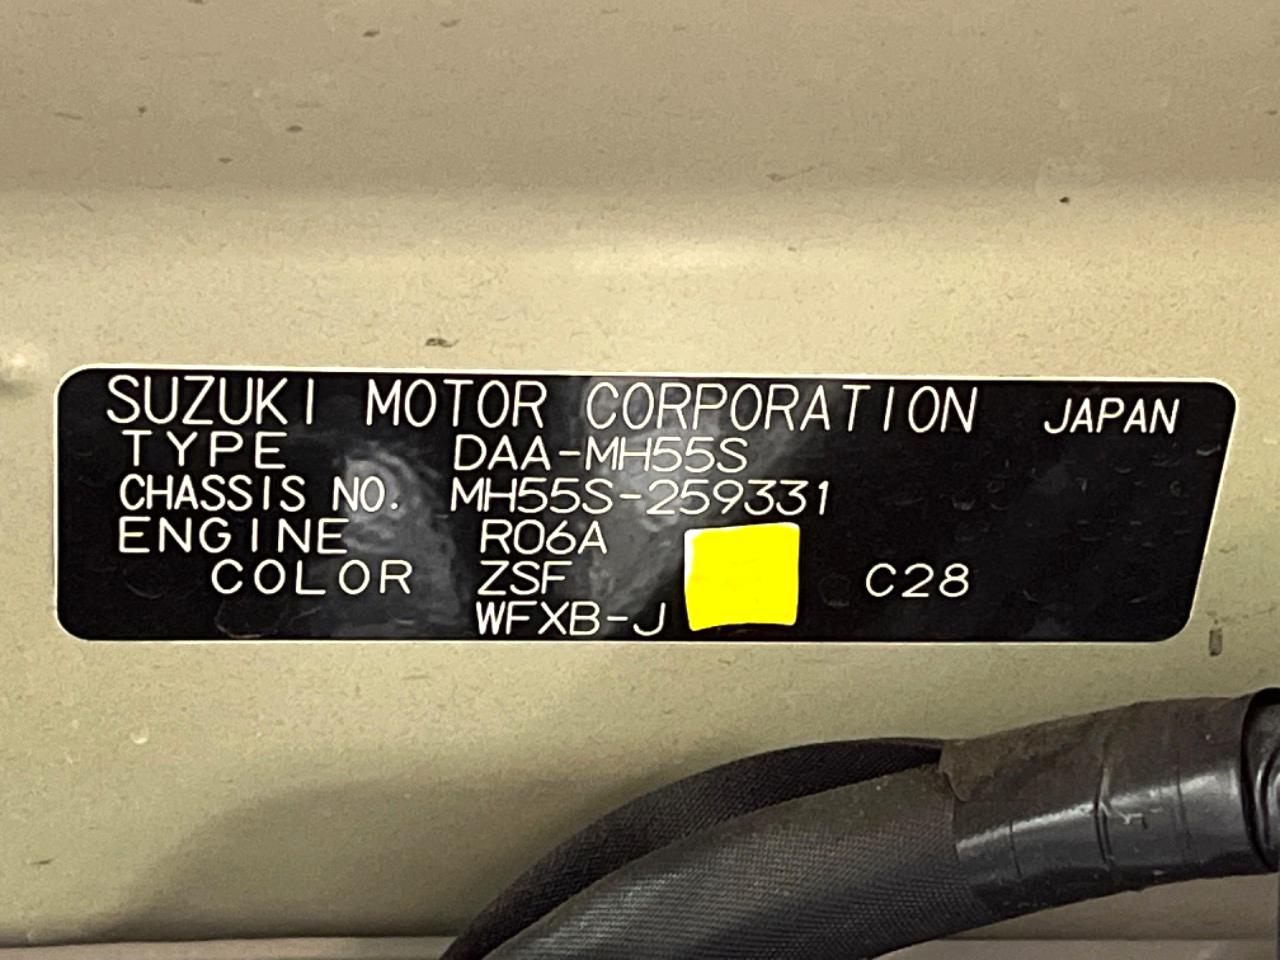 SUZUKI MOTOR CORPORATION JAPAN
TYPE DAA-MH55S
CHASSIS NO. MH55S-259331
ENGINE R06A
COLOR ZSF C28
WFXB-J